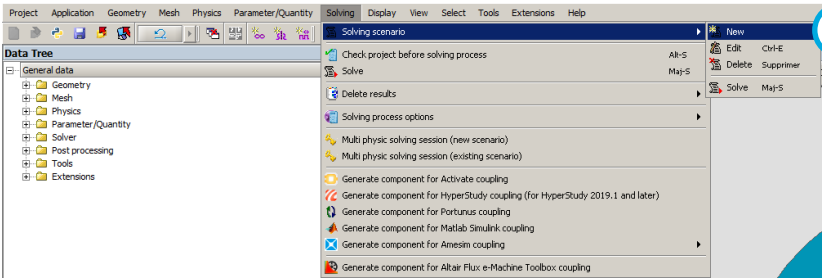 Project Application Geometry Mesh Physics Parameter/Quantity Solving Display View Select Tools Extensions Help
Data Tree
General data
Geometry
Mesh
Physics
Parameter/Quantity
Solver
Post processing
Tools
Extensions
Solving scenario
Check project before solving process Alt-S
Solve Maj-S
Delete results
Solving process options
Multi physic solving session (new scenario)
Multi physic solving session (existing scenario)
Generate component for Activate coupling
Generate component for HyperStudy coupling (for HyperStudy 2019.1 and later)
Generate component for Portunus coupling
Generate component for Matlab Simulink coupling
Generate component for Amesim coupling
Generate component for Altair Flux e-Machine Toolbox coupling
New
Edit Ctrl-E
Delete Supprimer
Solve Maj-S